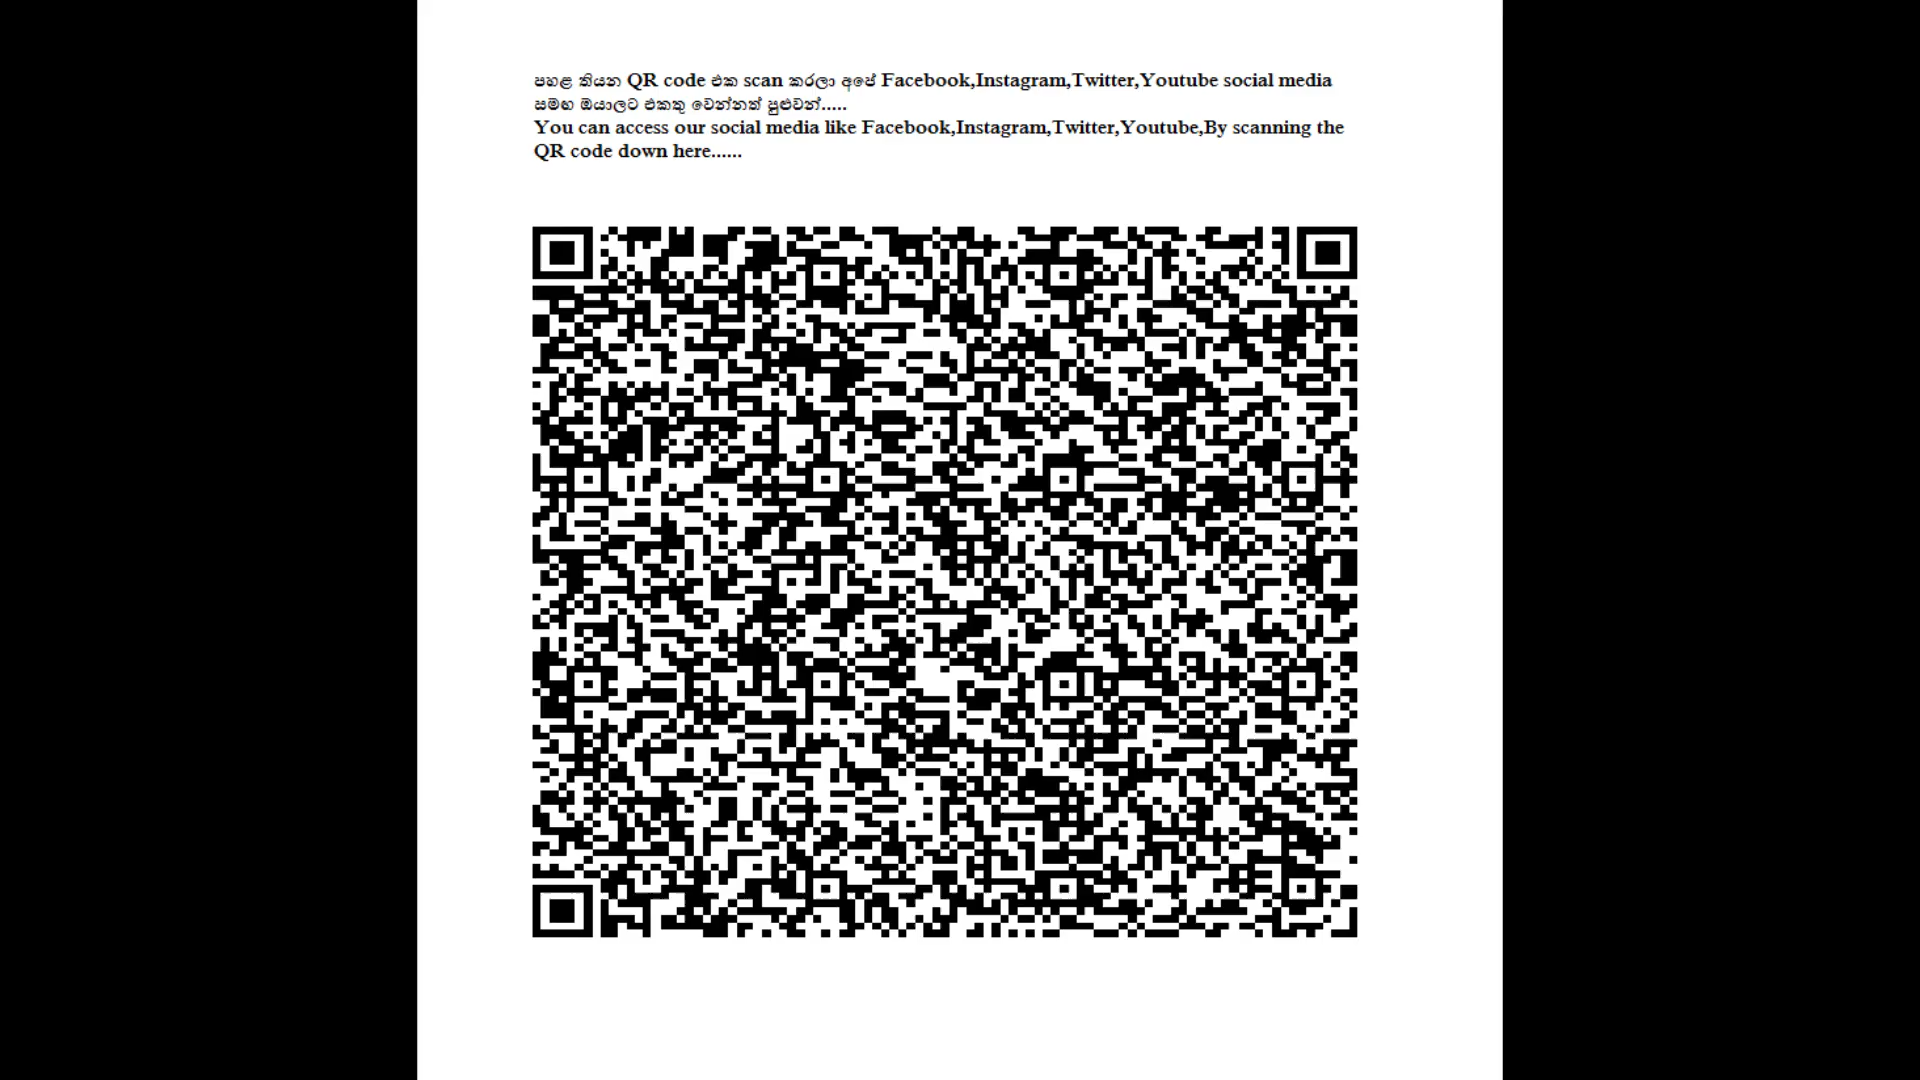 පහළ තියන QR code එක scan කරලා අපේ Facebook,Instagram,Twitter,Youtube social media
සමඟ ඔයාලට එකතු වෙන්නත් පුළුවන්.....
You can access our social media like Facebook,Instagram,Twitter,Youtube,By scanning the
QR code down here......